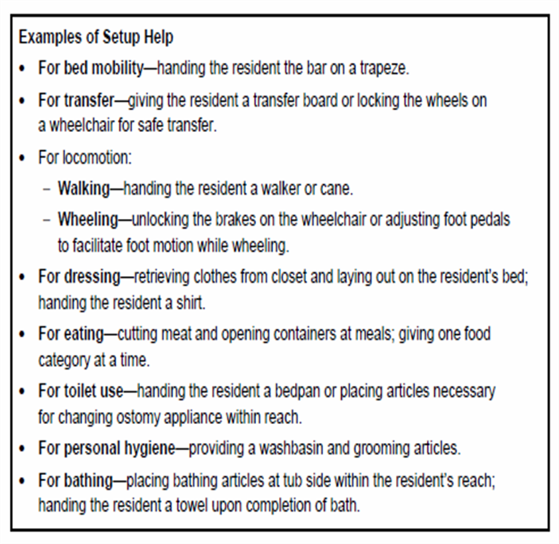 Examples of Setup Help
• For bed mobility—handing the resident the bar on a trapeze.
• For transfer—giving the resident a transfer board or locking the wheels on
a wheelchair for safe transfer.
• For locomotion:
– Walking—handing the resident a walker or cane.
– Wheeling—unlocking the brakes on the wheelchair or adjusting foot pedals
to facilitate foot motion while wheeling.
• For dressing—retrieving clothes from closet and laying out on the resident's bed;
handing the resident a shirt.
• For eating—cutting meat and opening containers at meals; giving one food
category at a time.
• For toilet use—handing the resident a bedpan or placing articles necessary
for changing ostomy appliance within reach.
• For personal hygiene—providing a washbasin and grooming articles.
• For bathing—placing bathing articles at tub side within the resident's reach;
handing the resident a towel upon completion of bath.